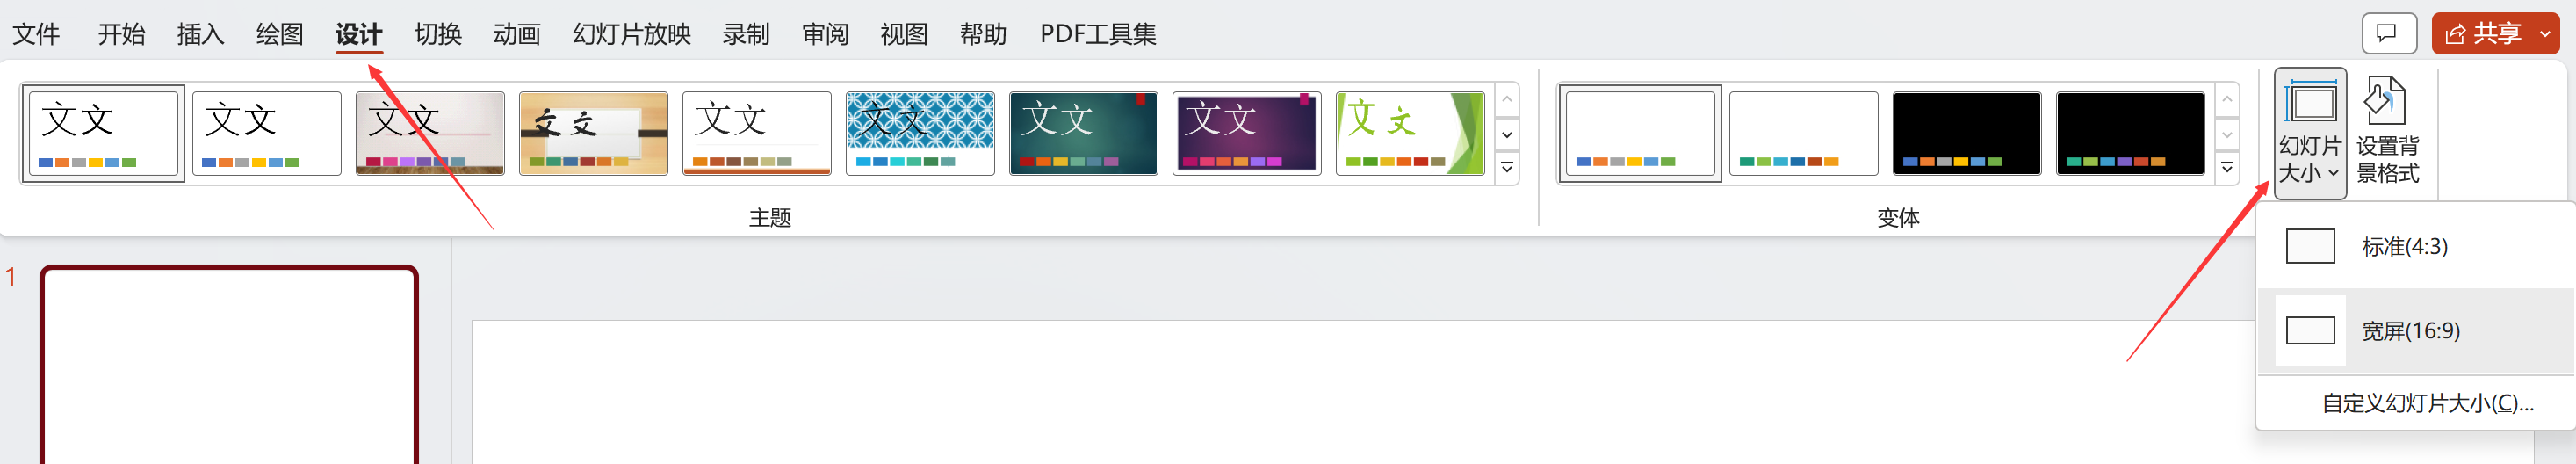 文件 开始 插入 绘图 设计 切换 动画 幻灯片放映 录制 审阅 视图 帮助 PDF工具集 共享
文文 文文 文文 文文 文文 文文 文文 文文 文文
幻灯片
大小
设置背
景格式
主题 变体
标准(4:3)
宽屏(16:9)
自定义幻灯片大小(C)...
1